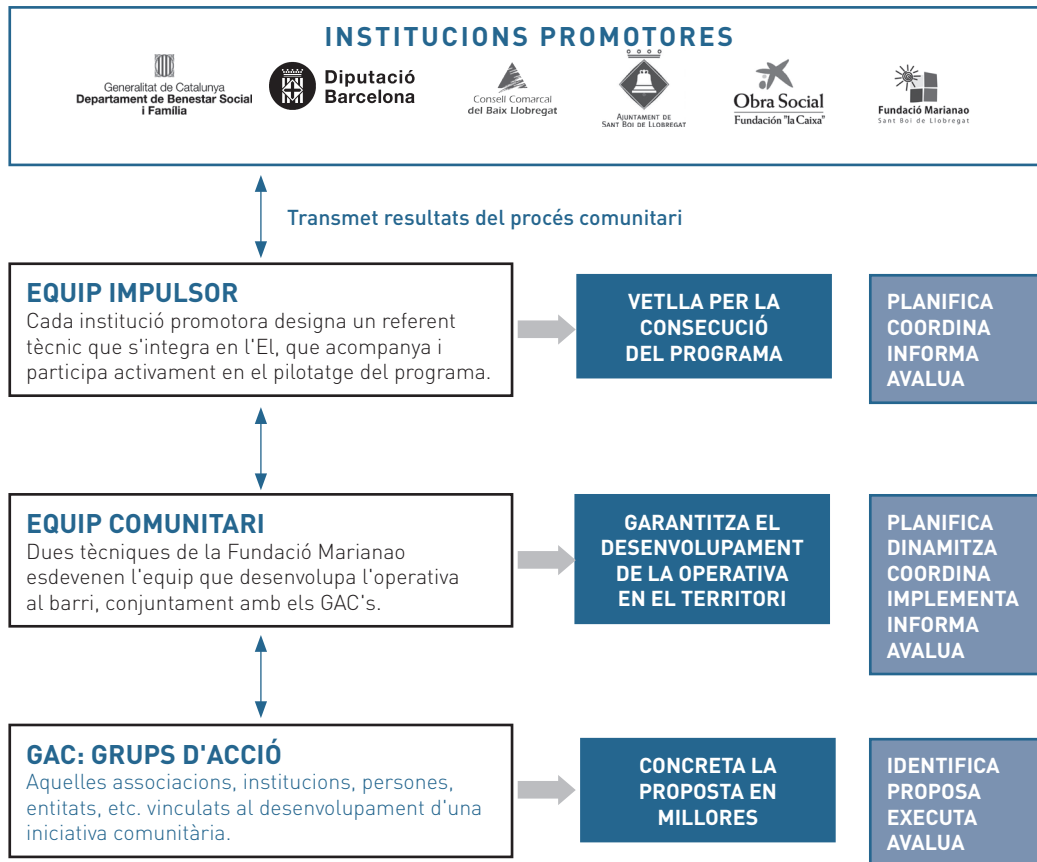 INSTITUCIONS PROMOTORES
Generalitat de Catalunya
Departament de Benestar Social
i Família
Diputació
Barcelona
Consell Comarcal
del Baix Llobregat
AJUNTAMENT DE
SANT BOI DE LLOBREGAT
Obra Social
Fundación "la Caixa"
Fundació Marianao
Sant Boi de Llobregat
Transmet resultats del procés comunitari
EQUIP IMPULSOR
Cada institució promotora designa un referent
tècnic que s'integra en l'El, que acompanya i
participa activament en el pilotatge del programa.
VETLLA PER LA
CONSECUCIÓ
DEL PROGRAMA
PLANIFICA
COORDINA
INFORMA
AVALUA
EQUIP COMUNITARI
Dues tècniques de la Fundació Marianao
esdevenen l'equip que desenvolupa l'operativa
al barri, conjuntament amb els GAC's.
GARANTITZA EL
DESENVOLUPAMENT
DE LA OPERATIVA
EN EL TERRITORI
PLANIFICA
DINAMITZA
COORDINA
IMPLEMENTA
INFORMA
AVALUA
GAC: GRUPS D'ACCIÓ
Aquelles associacions, institucions, persones,
entitats, etc. vinculats al desenvolupament d'una
iniciativa comunitària.
CONCRETA LA
PROPOSTA EN
MILLORES
IDENTIFICA
PROPOSA
EXECUTA
AVALUA